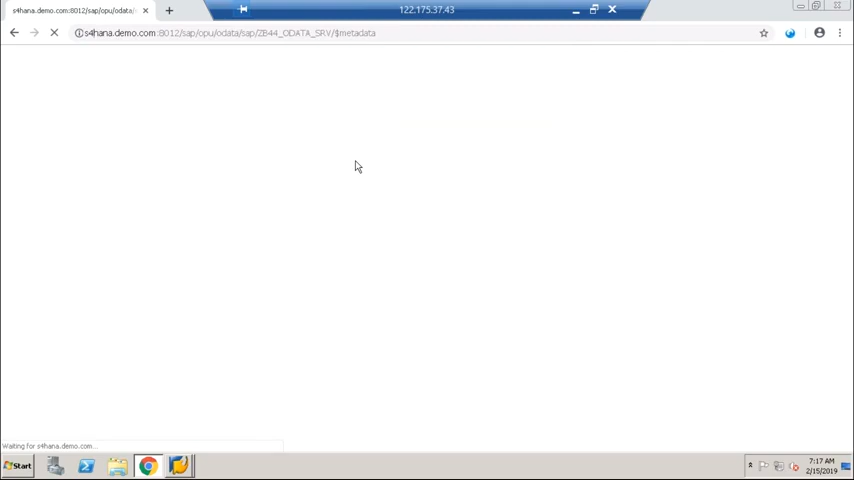 s4hana.demo.com:8012/sap/opu/odata/s
122.175.37.43
s4hana.demo.com:8012/sap/opu/odata/sap/ZB44_ODATA_SRV/$metadata
Waiting for s4hana.demo.com...
Start
7:17 AM
2/15/2019